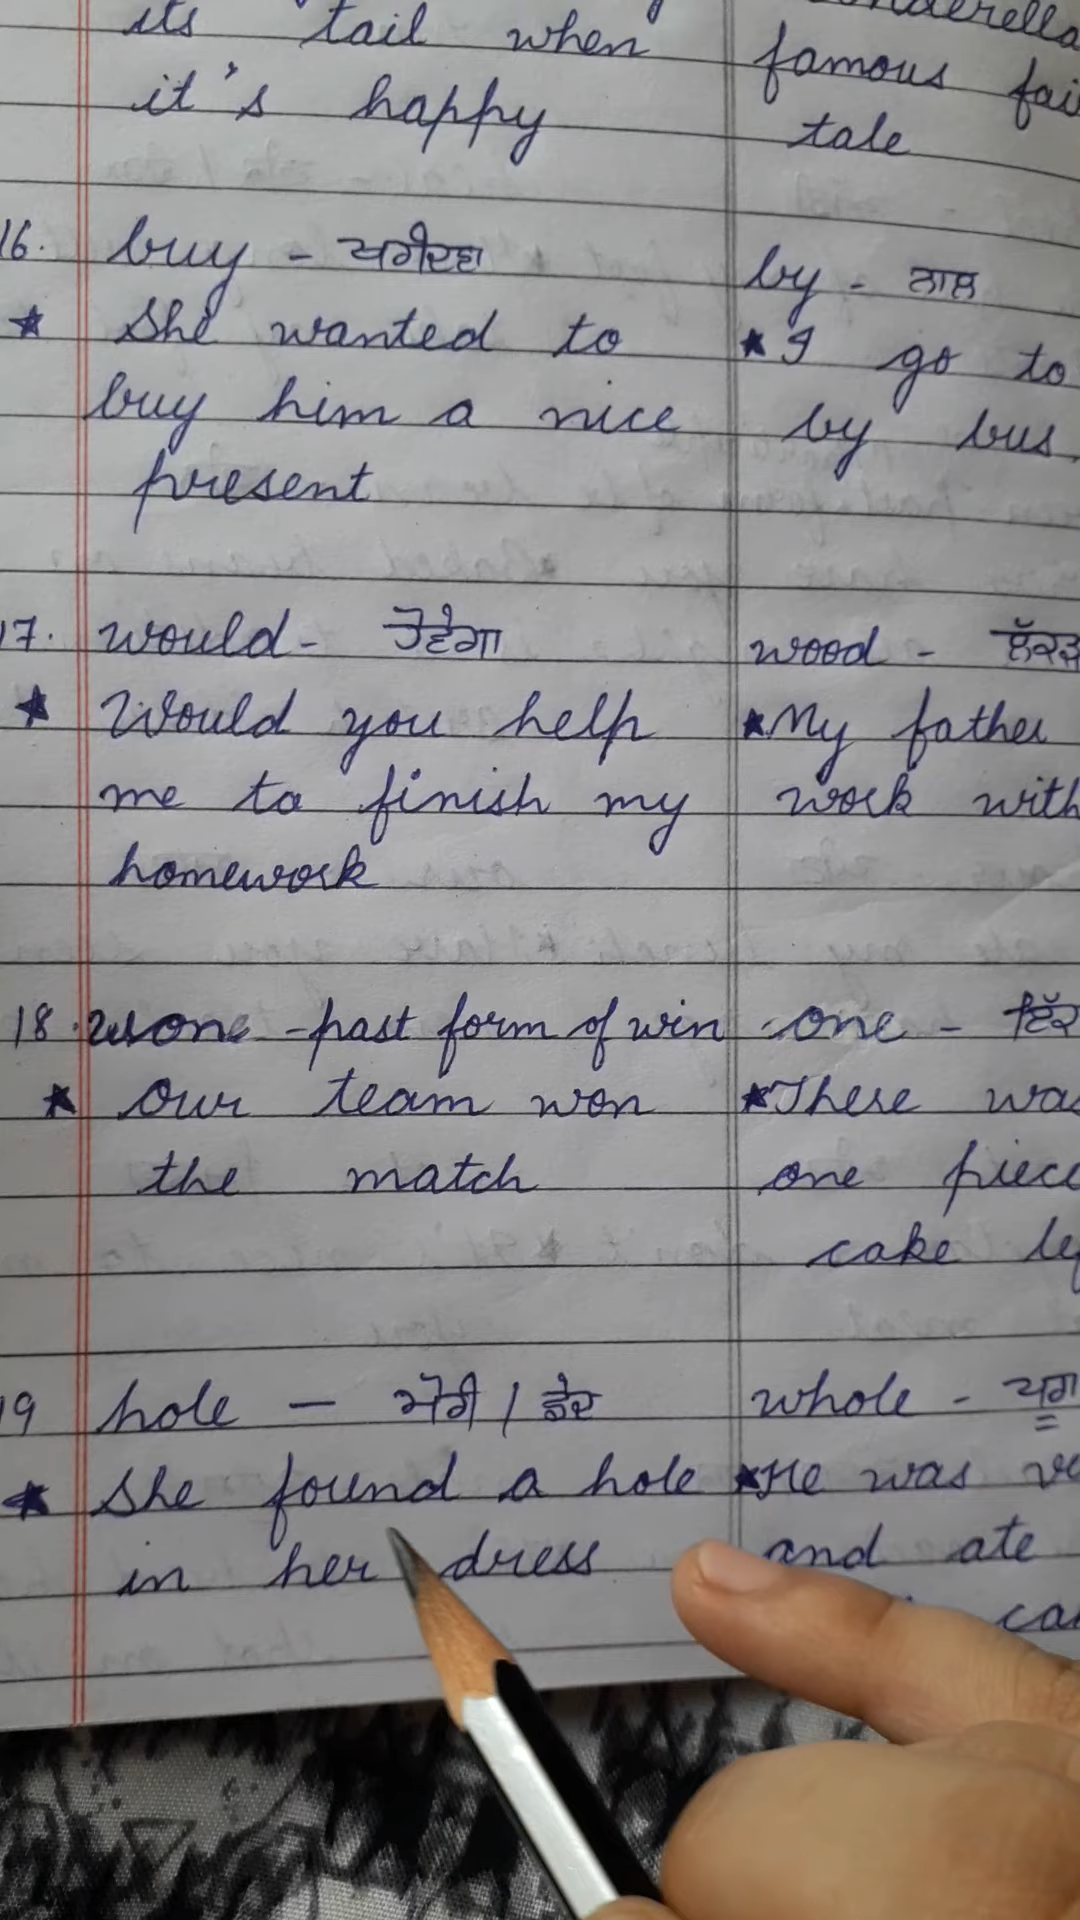 its tail when
it's happy
famous
tale
16. buy - ਖਰੀਦਣਾ
★ She wanted to
buy him a nice
present
by - ਨਾਲ
★ I go to
by bus.
17. would - ਹੋਵੇਗਾ
★ Would you help
me to finish my
homework
wood -
★ My father
work with
18. wone - past form of win
★ our team won
the match
one -
★ There was
one piece
cake
19 hole - ਮੋਰੀ / ਛੇਦ
★ She found a hole
in her dress
whole -
★ He was
and ate